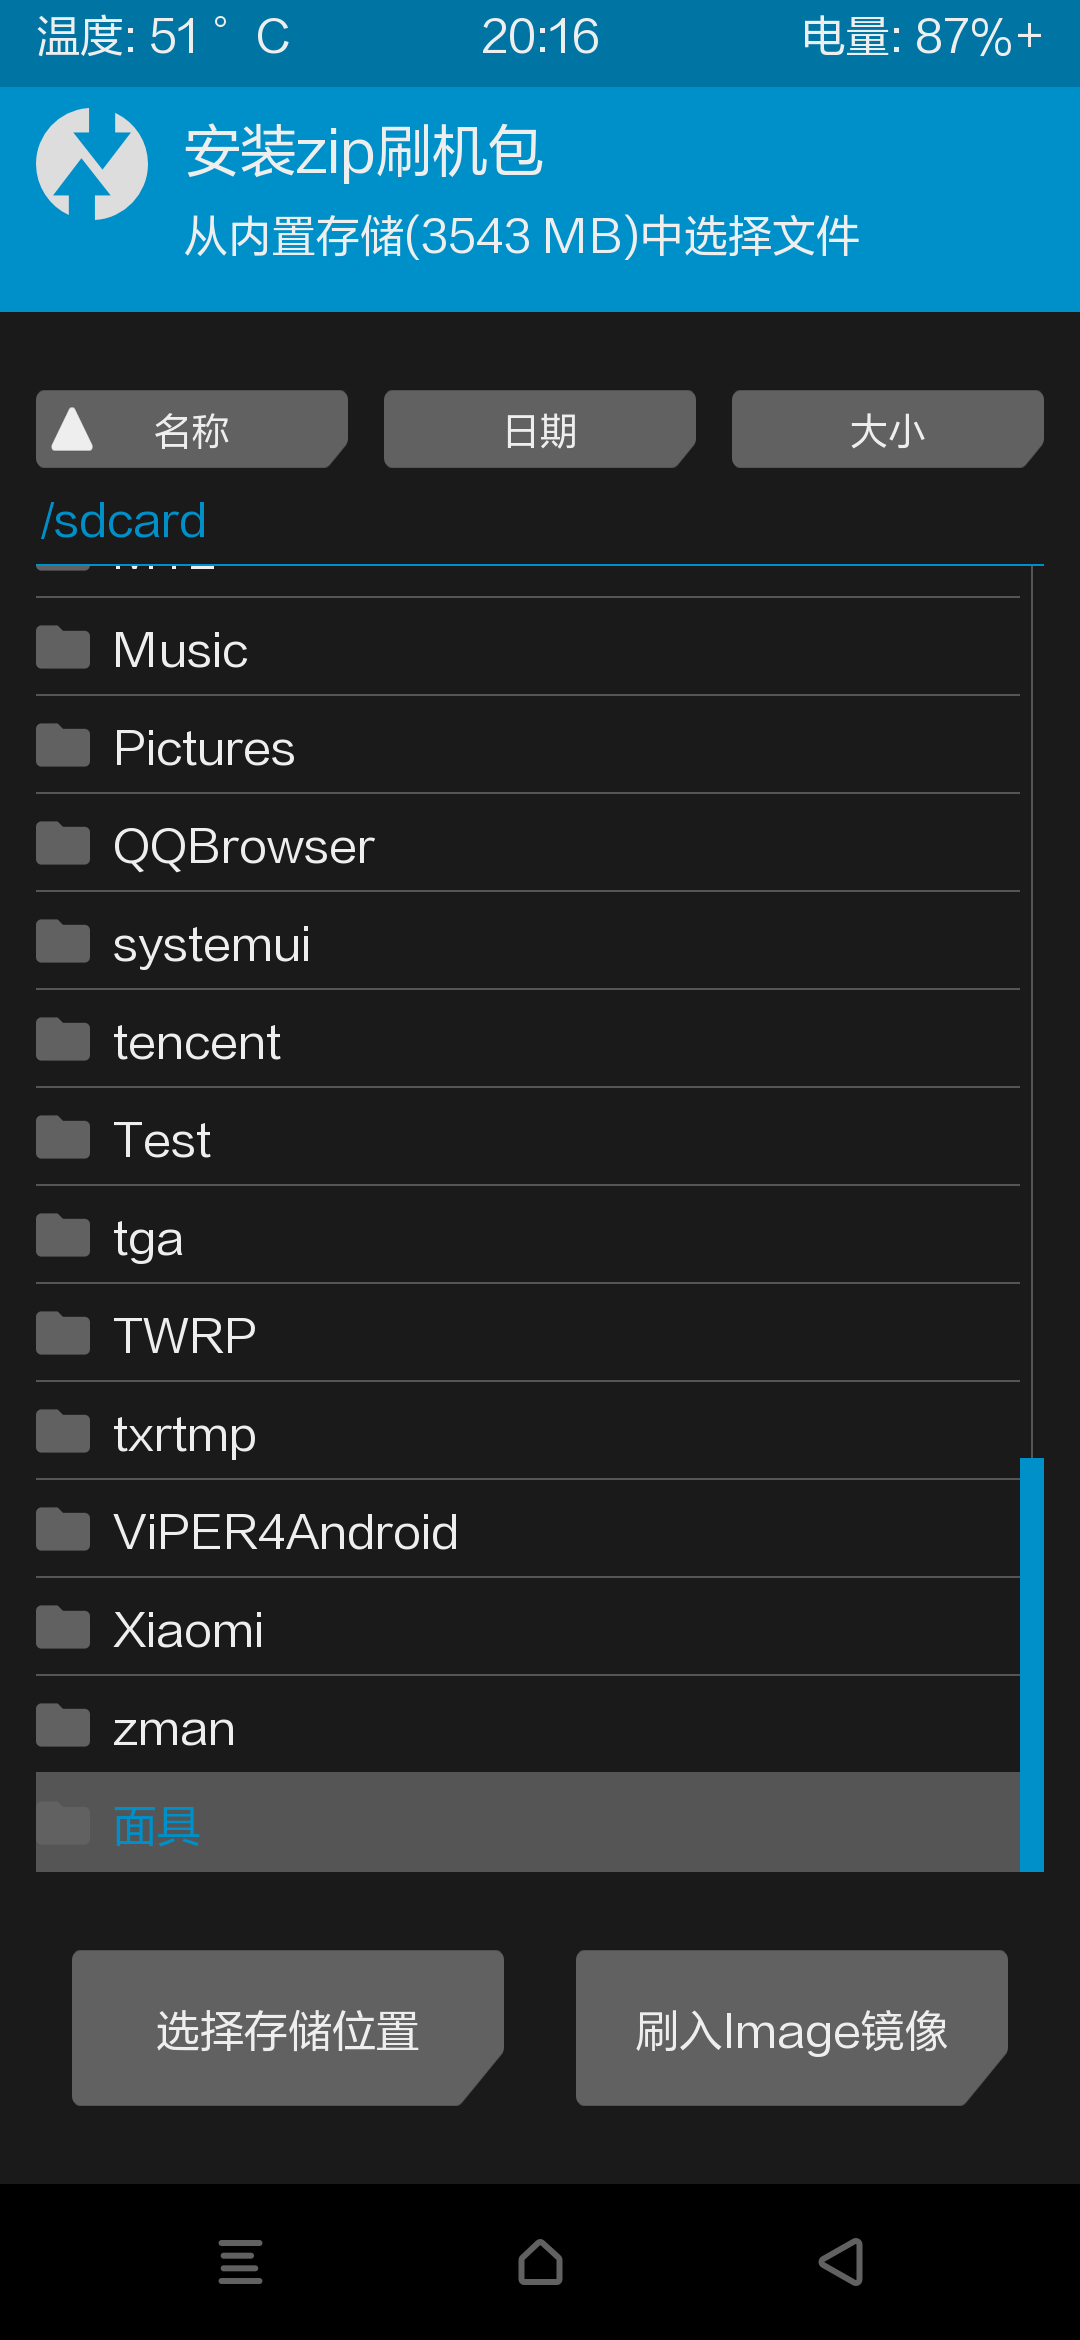 温度: 51 ° C 20:16 电量: 87%+
安装zip刷机包
从内置存储(3543 MB)中选择文件
名称 日期 大小
/sdcard
Music
Pictures
QQBrowser
systemui
tencent
Test
tga
TWRP
txrtmp
ViPER4Android
Xiaomi
zman
面具
选择存储位置 刷入Image镜像